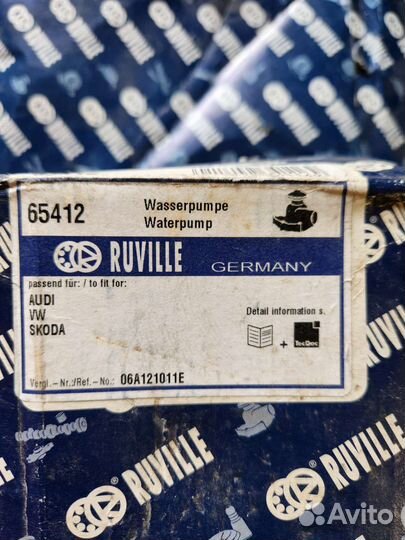 65412
Wasserpumpe
Waterpump
RUVILLE GERMANY
passend für: / to fit for:
AUDI
VW
SKODA
Detail information s.
+ TecDoc
Vergl.-Nr./Ref.-No.: 06A121011E
RUVILLE
RUVILLE
Avito